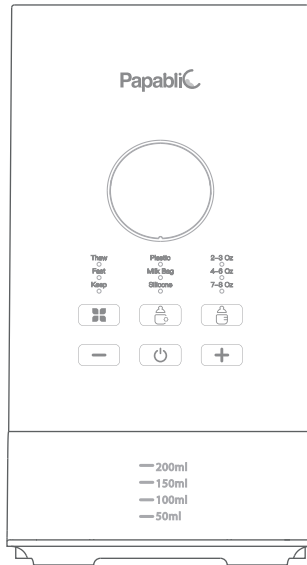 PapabliC
Thaw Plastic 2-3 Oz
Fast Milk Bag 4-6 Oz
Keep Silicone 7-8 Oz
200ml
150ml
100ml
50ml